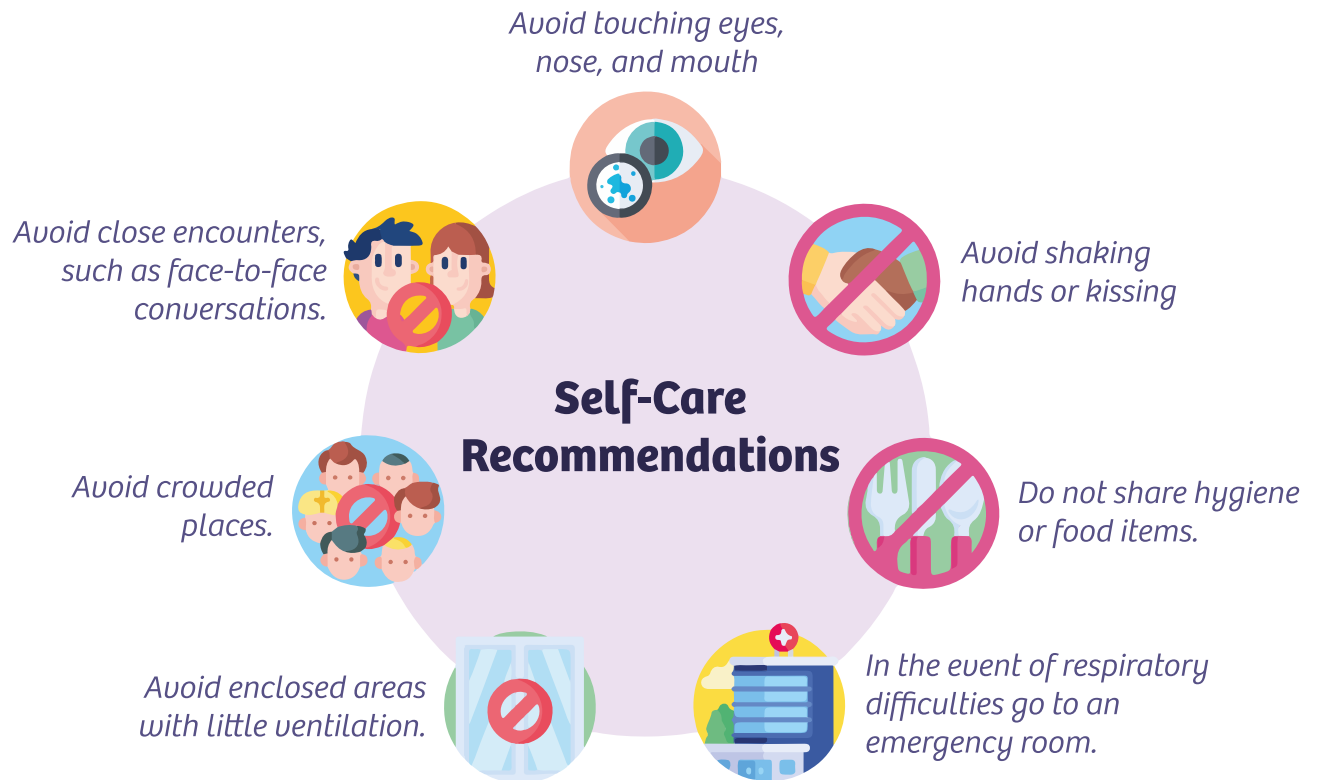 Avoid touching eyes,
nose, and mouth
Avoid shaking
hands or kissing
Do not share hygiene
or food items.
In the event of respiratory
difficulties go to an
emergency room.
Avoid enclosed areas
with little ventilation.
Avoid crowded
places.
Avoid close encounters,
such as face-to-face
conversations.
Self-Care
Recommendations